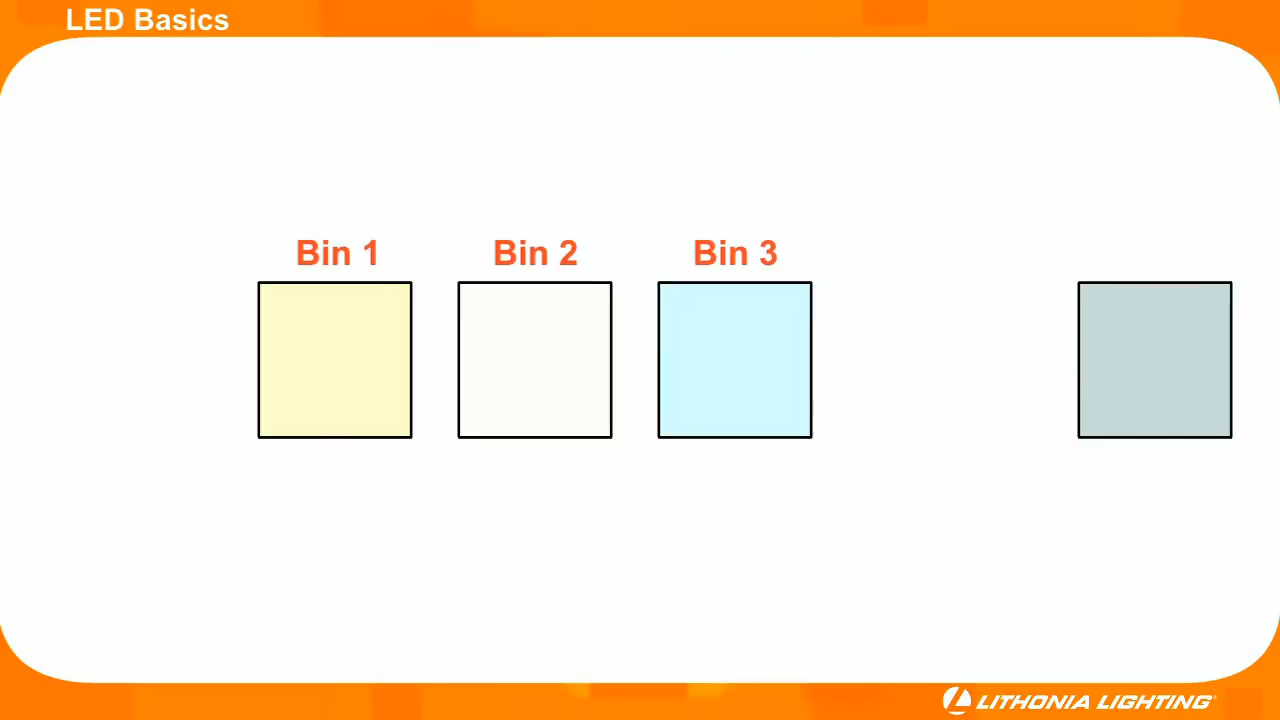 LED Basics
Bin 1
Bin 2
Bin 3
LITHONIA LIGHTING®